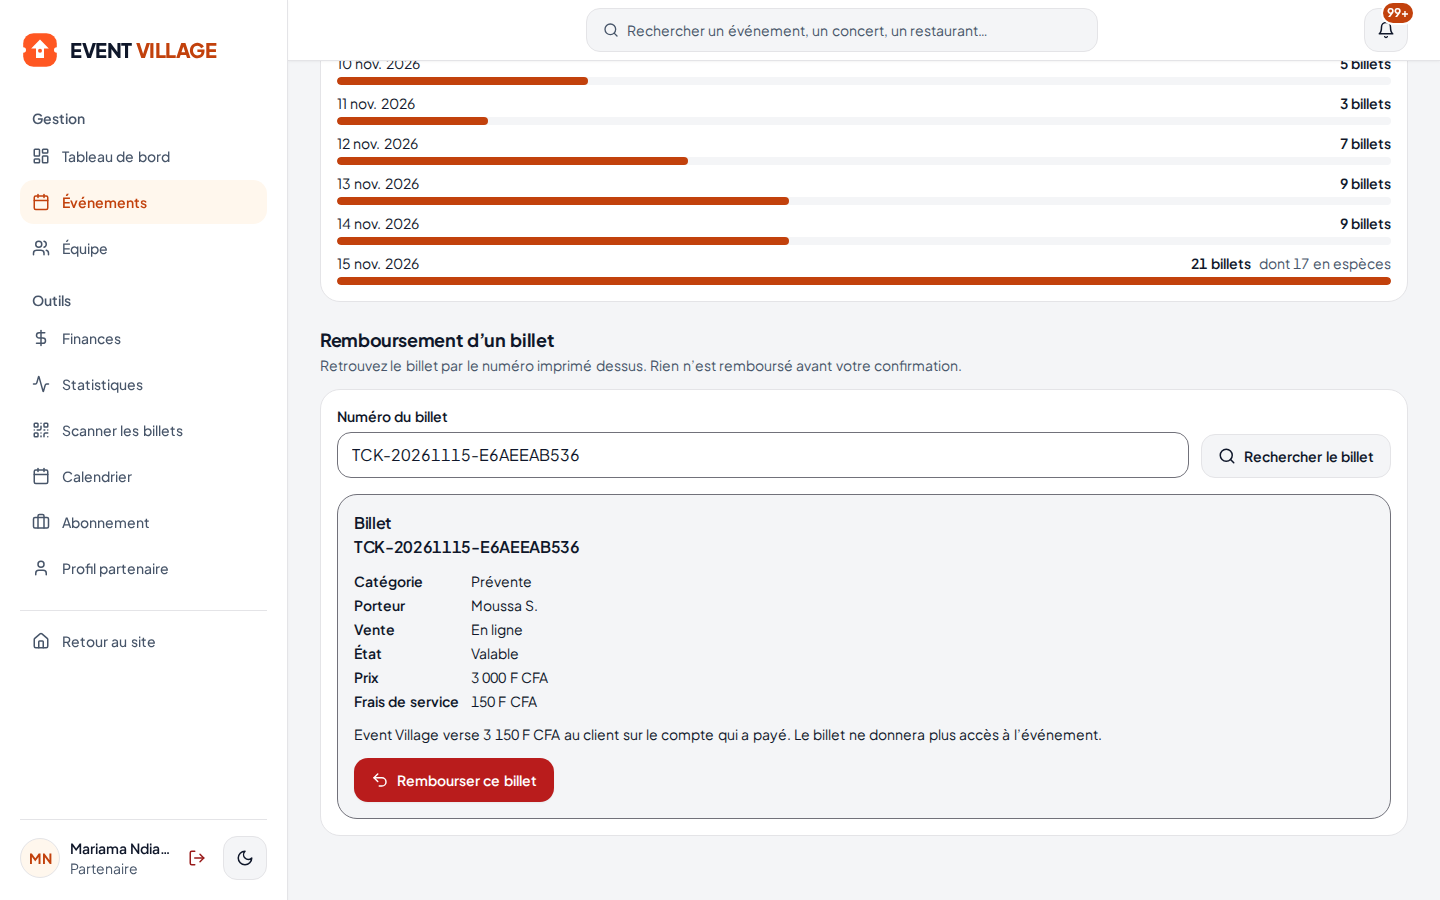 EVENT VILLAGE
Rechercher un événement, un concert, un restaurant…
99+
Gestion
Tableau de bord
Événements
Équipe
Outils
Finances
Statistiques
Scanner les billets
Calendrier
Abonnement
Profil partenaire
Retour au site
Mariama Ndia…
MN
Partenaire
10 nov. 2026 5 billets
11 nov. 2026 3 billets
12 nov. 2026 7 billets
13 nov. 2026 9 billets
14 nov. 2026 9 billets
15 nov. 2026 21 billets dont 17 en espèces
Remboursement d’un billet
Retrouvez le billet par le numéro imprimé dessus. Rien n’est remboursé avant votre confirmation.
Numéro du billet
TCK-20261115-E6AEEAB536
Rechercher le billet
Billet
TCK-20261115-E6AEEAB536
Catégorie Prévente
Porteur Moussa S.
Vente En ligne
État Valable
Prix 3 000 F CFA
Frais de service 150 F CFA
Event Village verse 3 150 F CFA au client sur le compte qui a payé. Le billet ne donnera plus accès à l’événement.
Rembourser ce billet